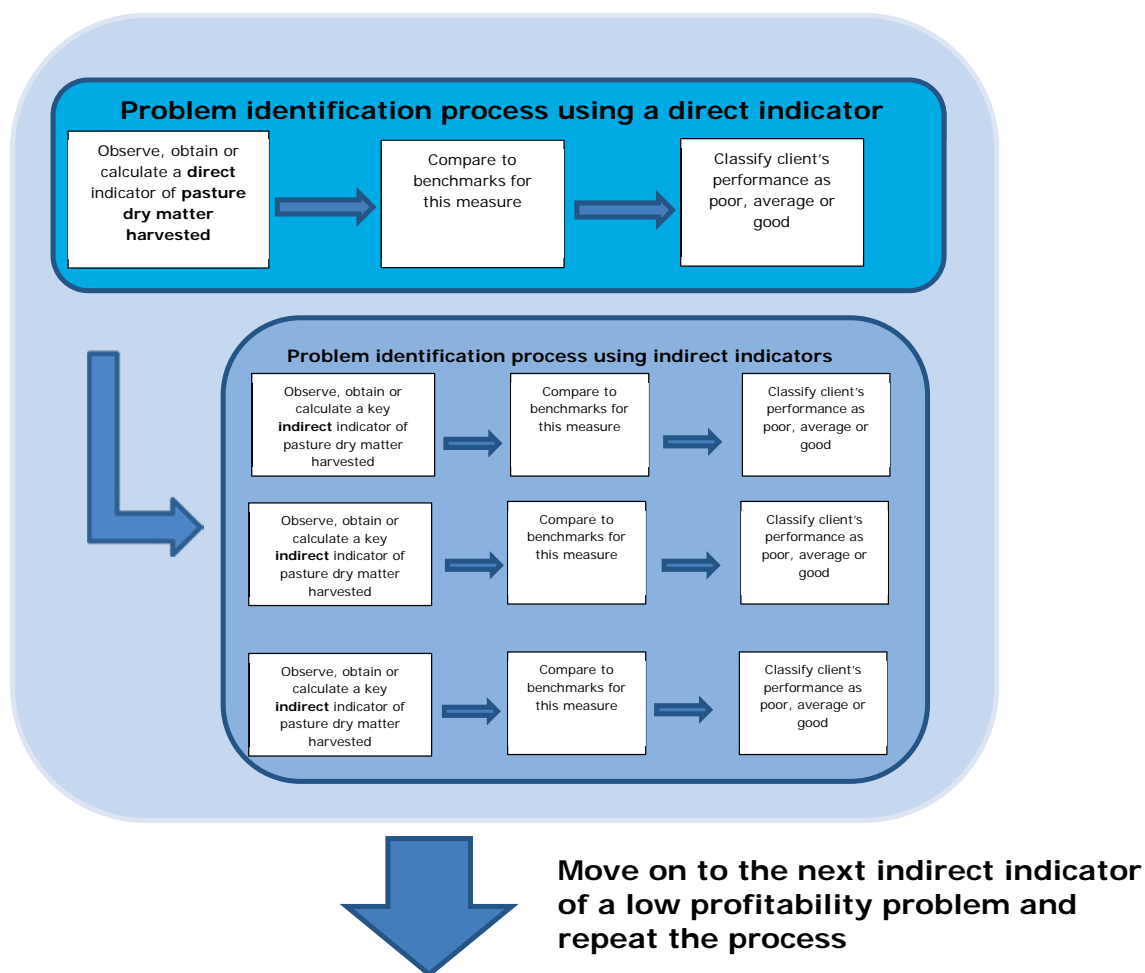 Problem identification process using a direct indicator
Observe, obtain or
calculate a direct
indicator of pasture
dry matter
harvested
Compare to
benchmarks for
this measure
Classify client's
performance as
poor, average or
good
Problem identification process using indirect indicators
Observe, obtain or
calculate a key
indirect indicator of
pasture dry matter
harvested
Compare to
benchmarks for
this measure
Classify client's
performance as
poor, average or
good
Observe, obtain or
calculate a key
indirect indicator of
pasture dry matter
harvested
Compare to
benchmarks for
this measure
Classify client's
performance as
poor, average or
good
Observe, obtain or
calculate a key
indirect indicator of
pasture dry matter
harvested
Compare to
benchmarks for
this measure
Classify client's
performance as
poor, average or
good
Move on to the next indirect indicator
of a low profitability problem and
repeat the process